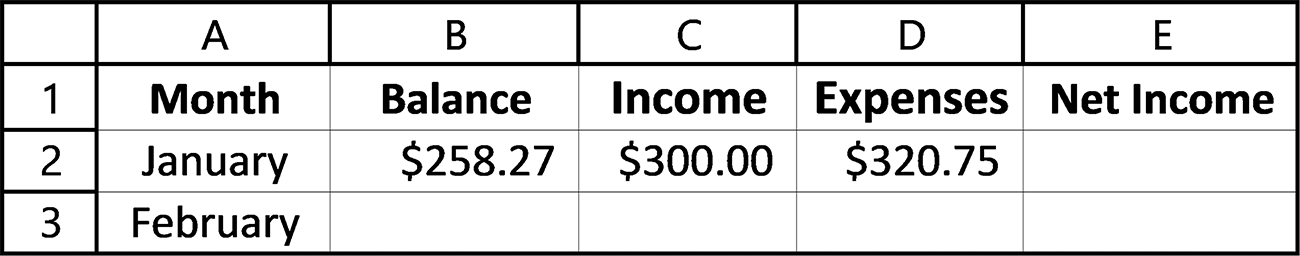 A B C D E
1 Month Balance Income Expenses Net Income
2 January $258.27 $300.00 $320.75
3 February